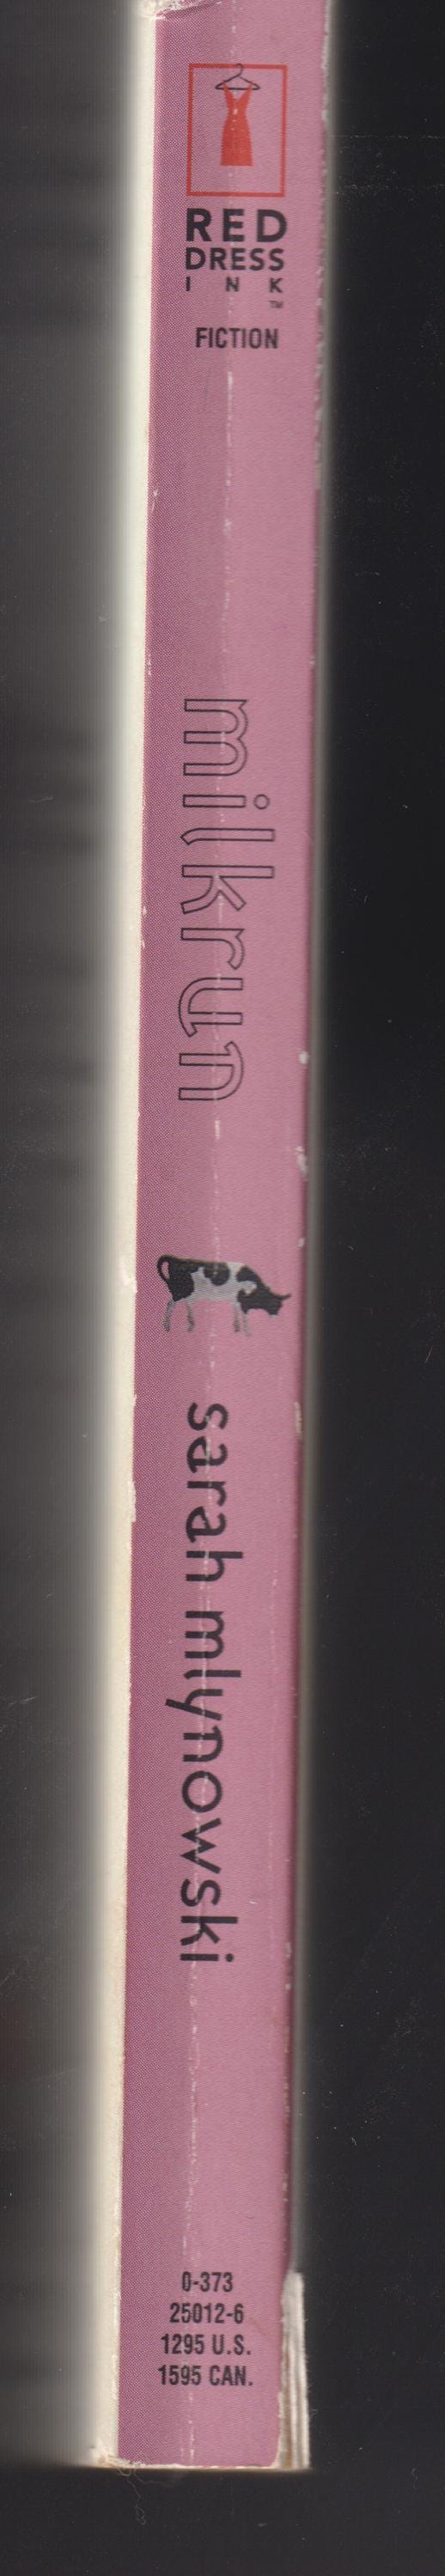 RED
DRESS
INK
™
FICTION
milkrun
sarah mlynowski
0-373
25012-6
1295 U.S.
1595 CAN.